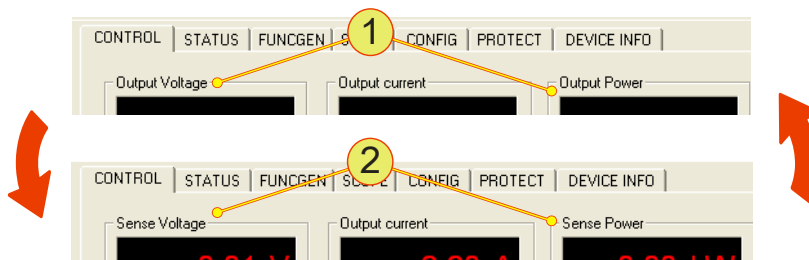 1
CONTROL STATUS FUNCGEN CONFIG PROTECT DEVICE INFO
Output Voltage Output current Output Power
2
CONTROL STATUS FUNCGEN SCOPE CONFIG PROTECT DEVICE INFO
Sense Voltage Output current Sense Power